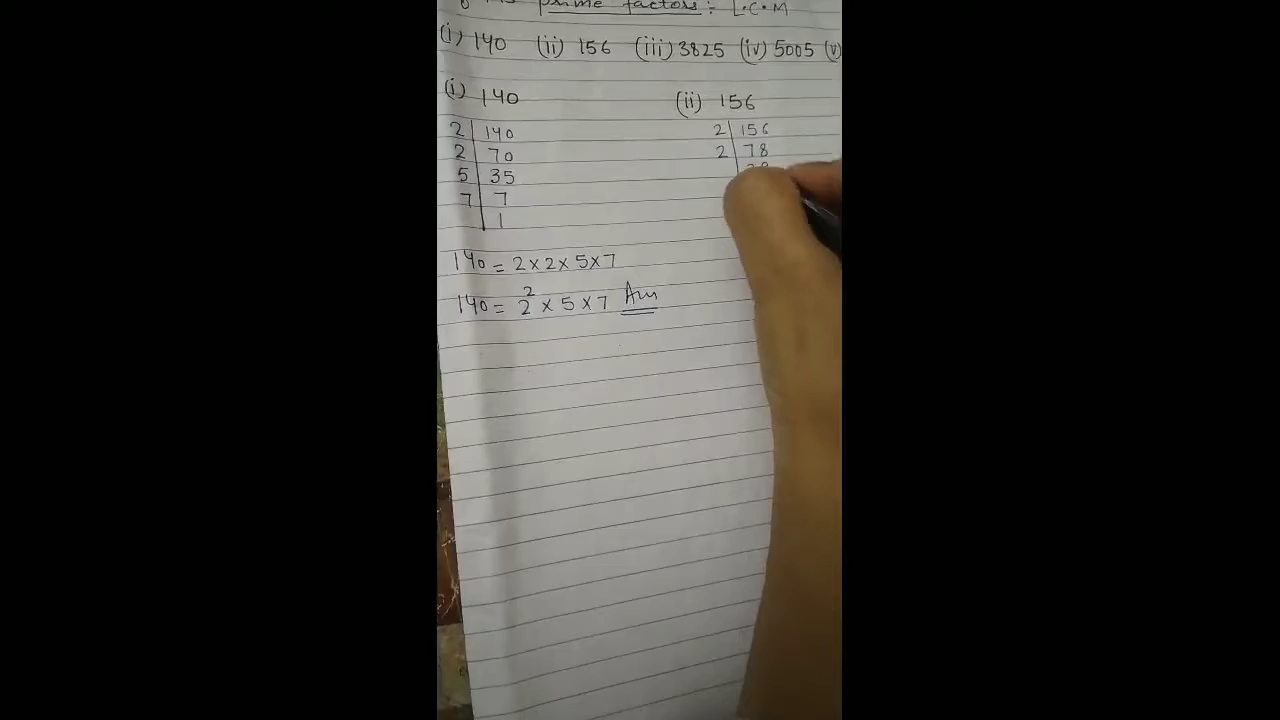 prime factors :- L.C.M
(i) 140 (ii) 156 (iii) 3825 (iv) 5005 (v)
(i) 140
2 | 140
2 | 70
5 | 35
7 | 7
| 1
140 = 2 × 2 × 5 × 7
140 = 2² × 5 × 7 Ans
(ii) 156
2 | 156
2 | 78